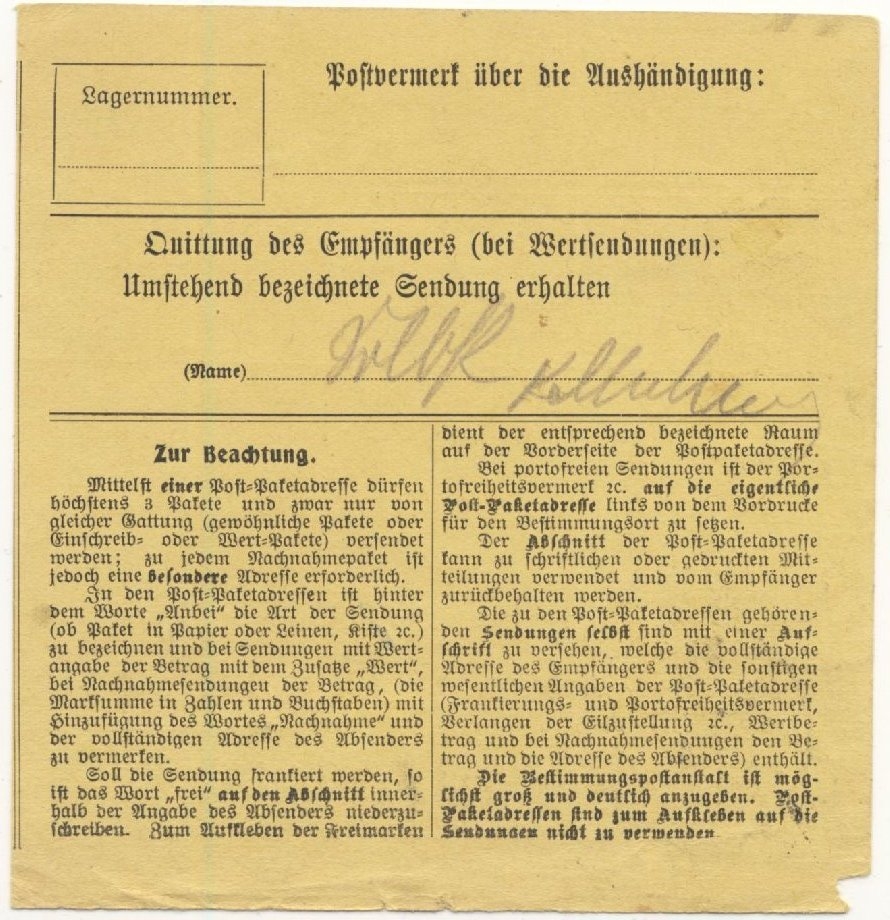 Postvermerk über die Aushändigung:
Lagernummer.
Quittung des Empfängers (bei Wertsendungen):
Umstehend bezeichnete Sendung erhalten
(Name)
Zur Beachtung.
Mittelst einer Post-Paketadresse dürfen
höchstens 3 Pakete und zwar nur von
gleicher Gattung (gewöhnliche Pakete oder
Einschreib- oder Wert-Pakete) versendet
werden; zu jedem Nachnahmepaket ist
jedoch eine besondere Adresse erforderlich.
In den Post-Paketadressen ist hinter
dem Worte „Anbei“ die Art der Sendung
(ob Paket in Papier oder Leinen, Kiste ꝛc.)
zu bezeichnen und bei Sendungen mit Wert-
angabe der Betrag mit dem Zusatze „Wert“,
bei Nachnahmesendungen der Betrag, (die
Marksumme in Zahlen und Buchstaben) mit
Hinzufügung des Wortes „Nachnahme“ und
der vollständigen Adresse des Absenders
zu vermerken.
Soll die Sendung frankiert werden, so
ist das Wort „frei“ auf den Abschnitt inner-
halb der Angabe des Absenders niederzu-
schreiben. Zum Aufkleben der Freimarken
dient der entsprechend bezeichnete Raum
auf der Vorderseite der Postpaketadresse.
Bei portofreien Sendungen ist der Por-
tofreiheitsvermerk ꝛc. auf die eigentliche
Post-Paketadresse links von dem Vordrucke
für den Bestimmungsort zu setzen.
Der Abschnitt der Post-Paketadresse
kann zu schriftlichen oder gedruckten Mit-
teilungen verwendet und vom Empfänger
zurückbehalten werden.
Die zu den Post-Paketadressen gehören-
den Sendungen selbst sind mit einer Auf-
schrift zu versehen, welche die vollständige
Adresse des Empfängers und die sonstigen
wesentlichen Angaben der Post-Paketadresse
(Frankierungs- und Portofreiheitsvermerk,
Verlangen der Eilzustellung ꝛc., Wertbe-
trag und bei Nachnahmesendungen den Be-
trag und die Adresse des Absenders) enthält.
Die Bestimmungspostanstalt ist mög-
lichst groß und deutlich anzugeben. Post-
Paketadressen sind zum Aufkleben auf die
Sendungen nicht zu verwenden